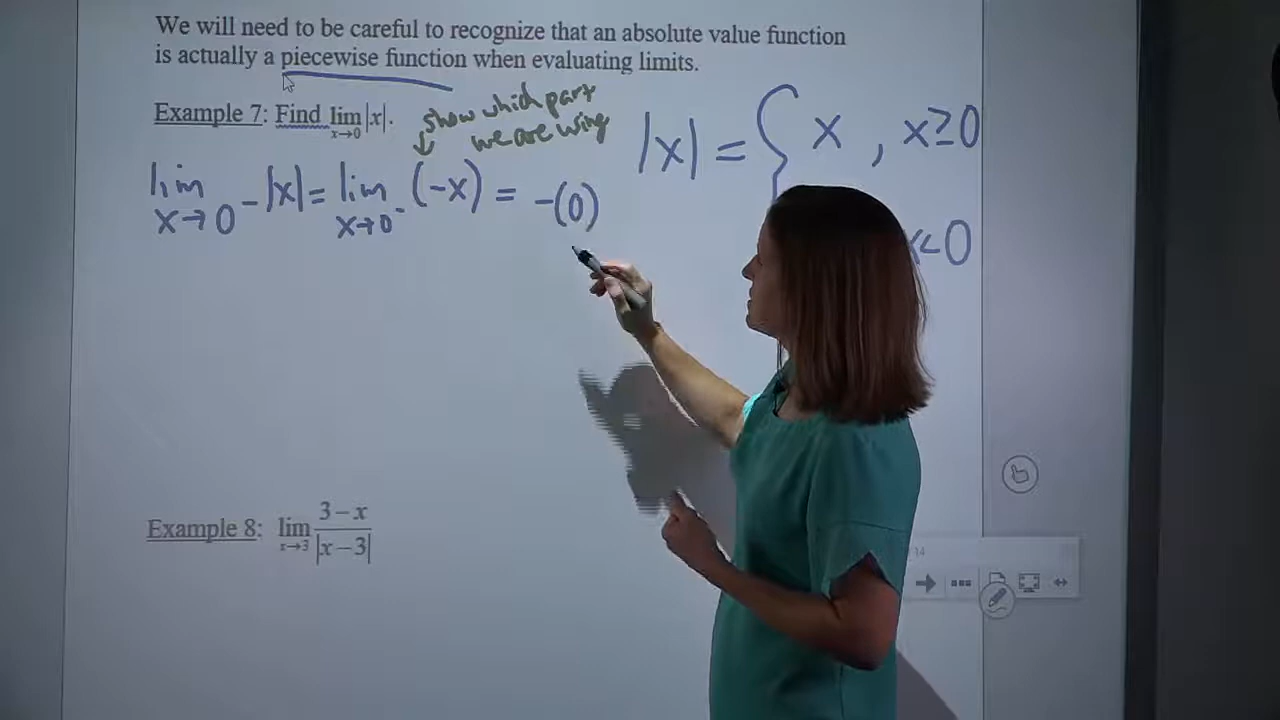 We will need to be careful to recognize that an absolute value function
is actually a piecewise function when evaluating limits.
Example 7: Find lim x→0 |x|.
show which part
we are using
lim x→0⁻ |x| = lim x→0⁻ (-x) = -(0)
|x| = { x , x≥0
x<0
Example 8: lim x→3 3-x / |x-3|
14